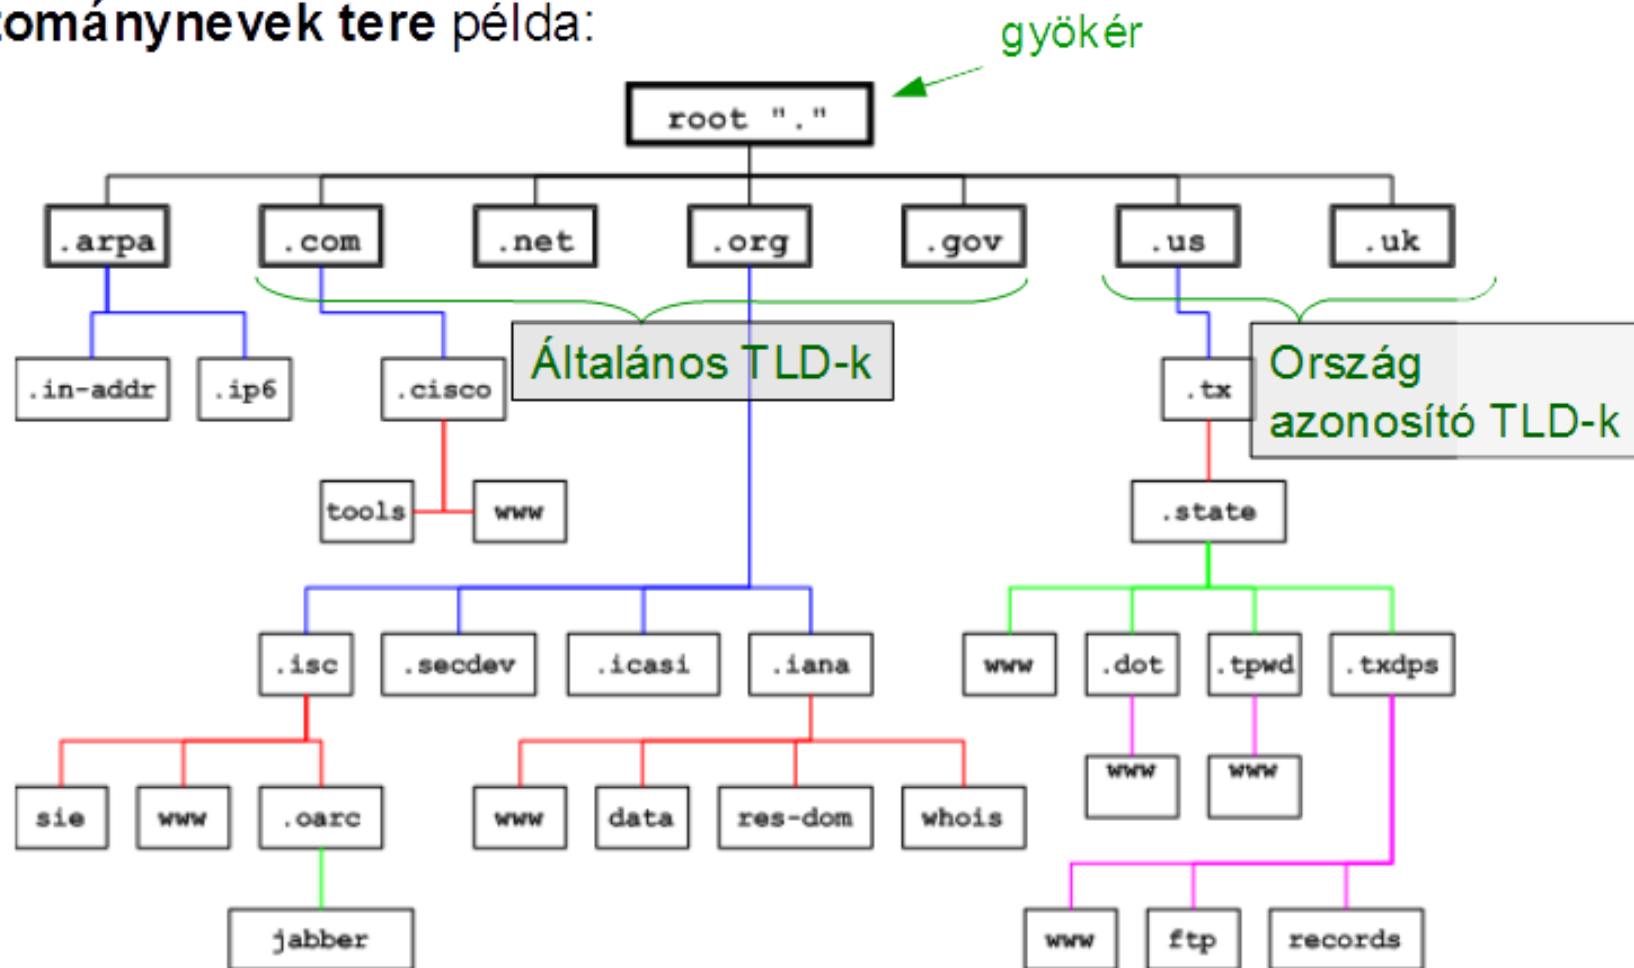 tománynevek tere példa:
gyökér
root "."
.arpa .com .net .org .gov .us .uk
Általános TLD-k
Ország
azonosító TLD-k
.in-addr .ip6 .cisco .tx
tools www .state
.isc .secdev .icasi .iana www .dot .tpwd .txdps
www www
sie www .oarc www data res-dom whois
jabber www ftp records